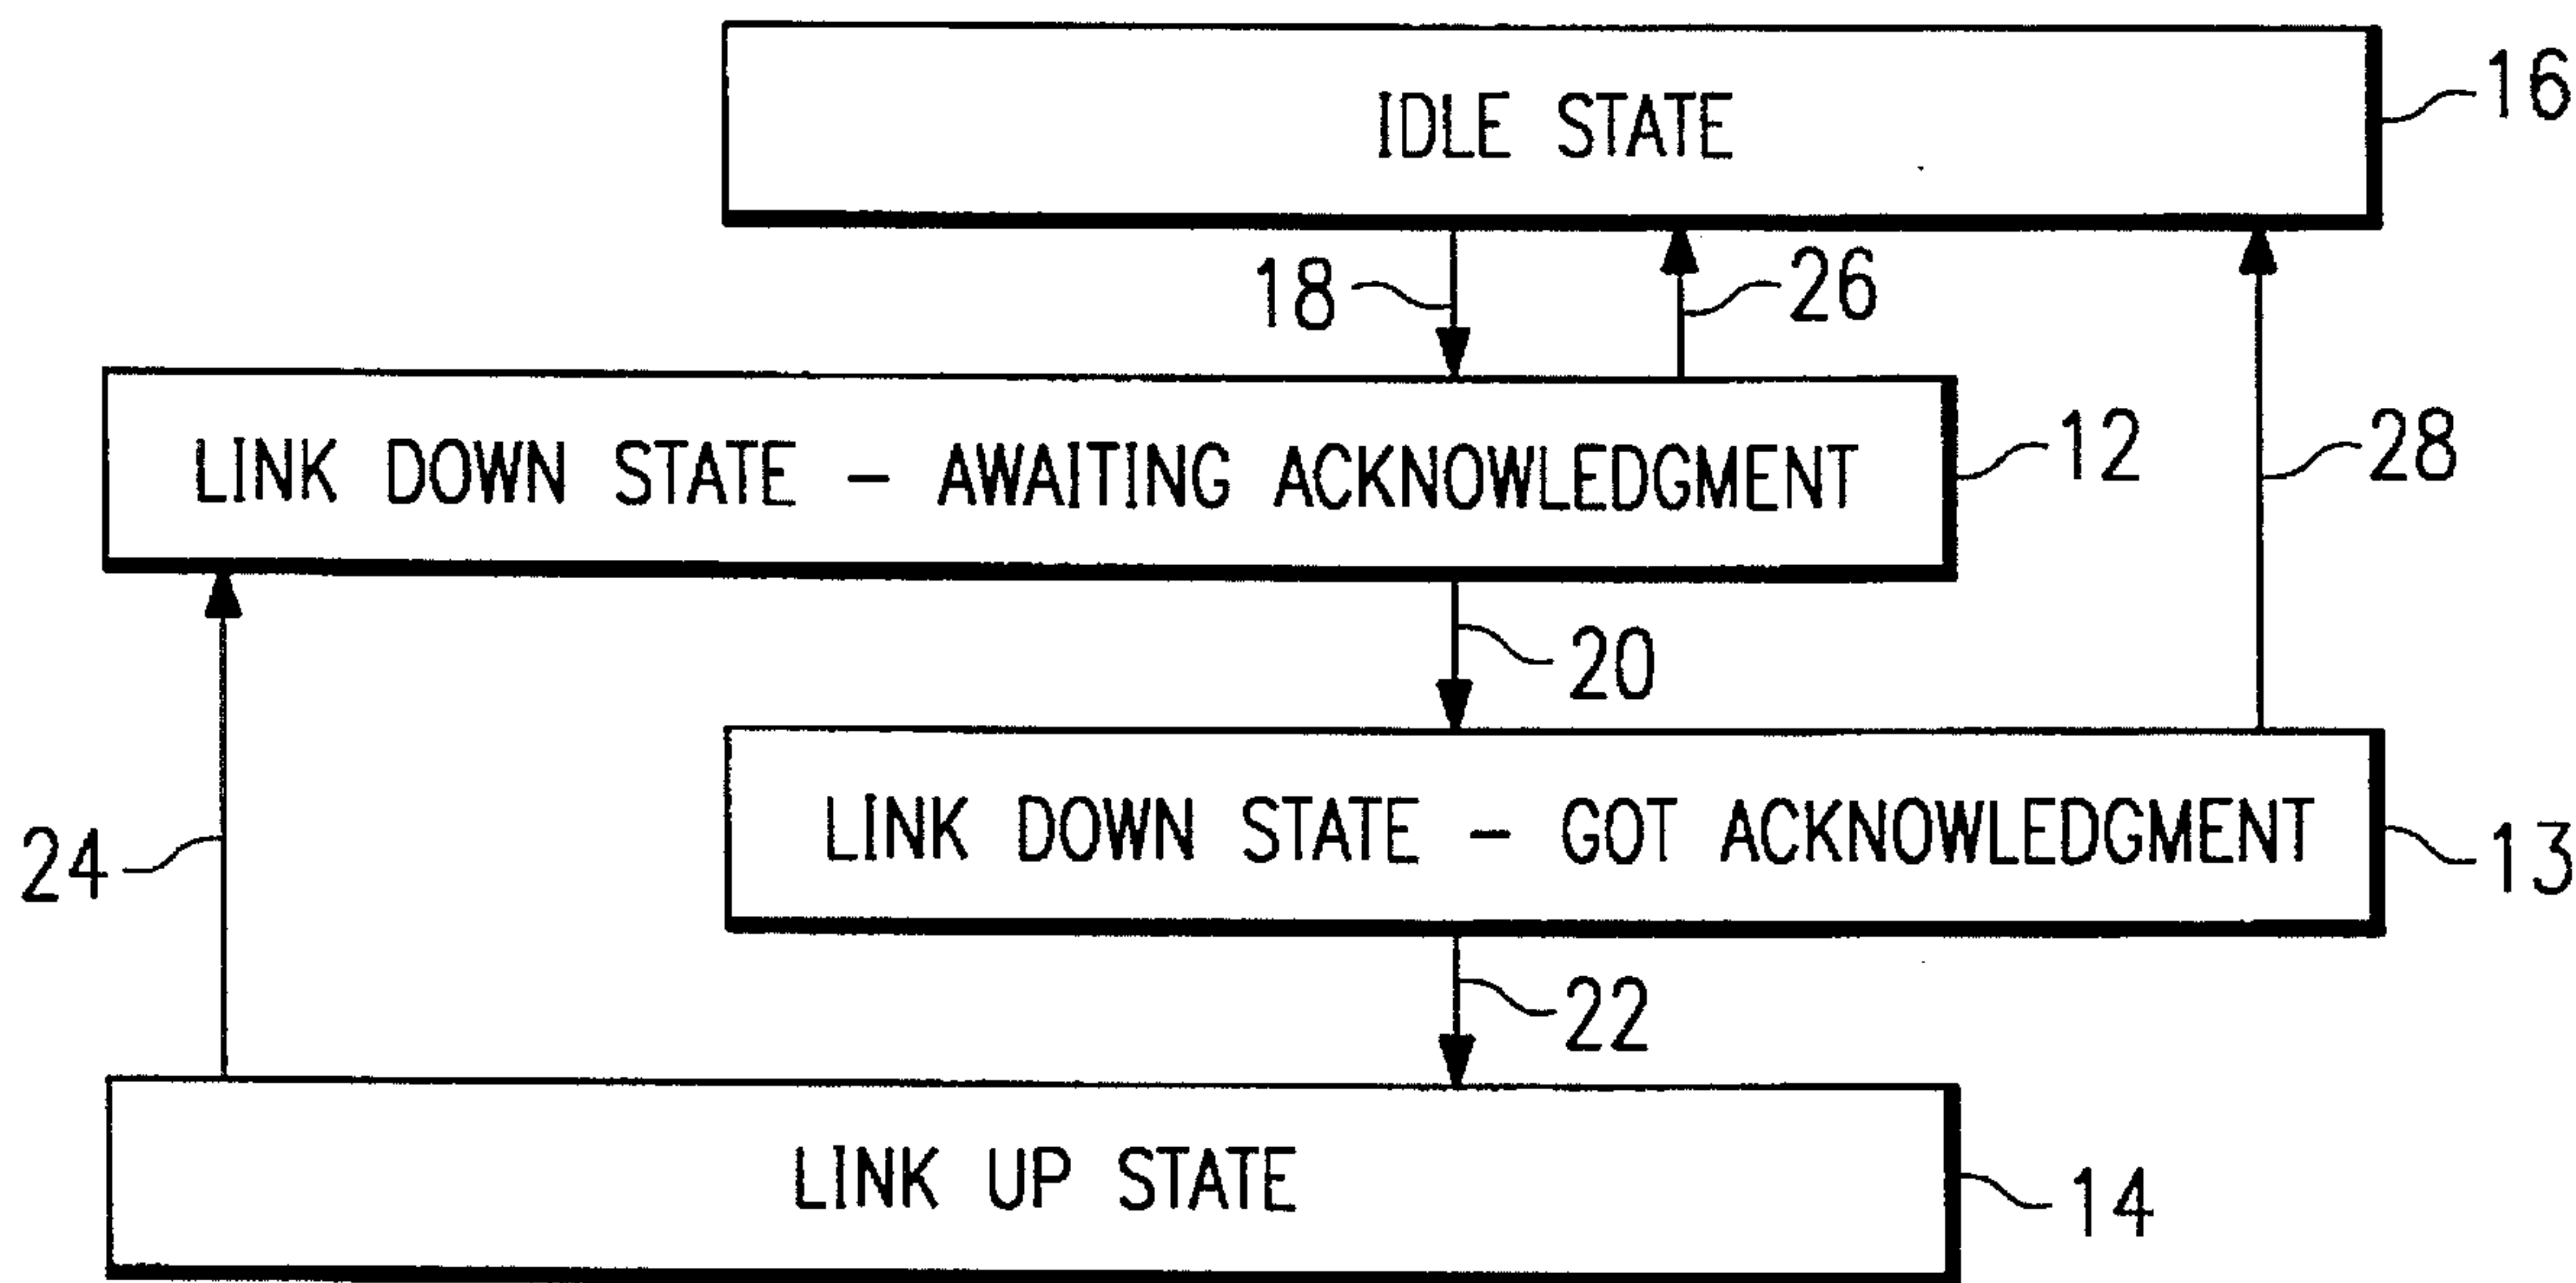 IDLE STATE
16
18
26
LINK DOWN STATE - AWAITING ACKNOWLEDGMENT
12
28
20
LINK DOWN STATE - GOT ACKNOWLEDGMENT
24
13
22
LINK UP STATE
14